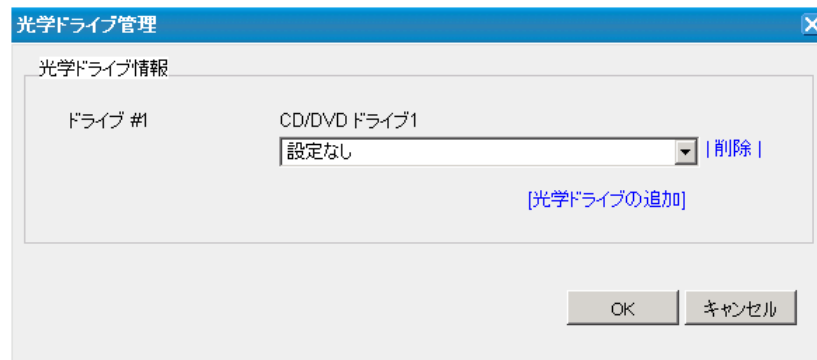 光学ドライブ管理
光学ドライブ情報
ドライブ #1
CD/DVD ドライブ1
設定なし
| 削除 |
[光学ドライブの追加]
OK
キャンセル